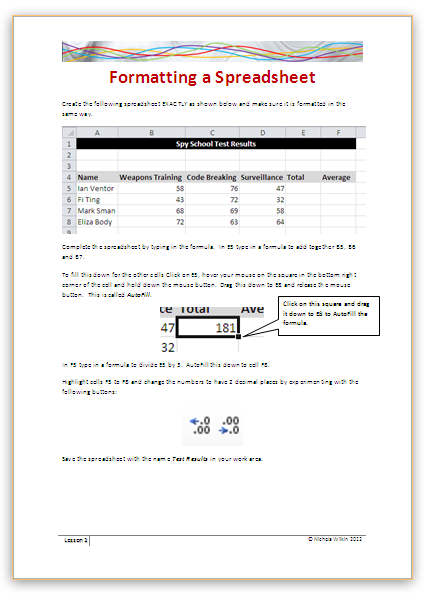 Formatting a Spreadsheet
Create the following spreadsheet EXACTLY as shown below and make sure it is formatted in the
same way.
A B C D E F
1 Spy School Test Results
2
3
4 Name Weapons Training Code Breaking Surveillance Total Average
5 Ian Ventor 58 76 47
6 Fi Ting 43 72 32
7 Mark Sman 68 69 58
8 Eliza Body 72 63 64
9
Complete the spreadsheet by typing in the formula. In E5 type in a formula to add together B5, B6
and B7.
To fill this down for the other cells Click on E5, hover your mouse on the square in the bottom right
corner of the cell and hold down the mouse button. Drag this down to E8 and release the mouse
button. This is called AutoFill.
Click on this square and drag
it down to E8 to AutoFill the
formula.
ce Total Ave
47 181
32
In F5 type in a formula to divide E5 by 3. AutoFill this down to cell F8.
Highlight cells F5 to F8 and change the numbers to have 2 decimal places by experimenting with the
following buttons:
.0 .00
.00 .0
Save the spreadsheet with the name Test Results in your work area.
Lesson 2 © Nichola Wilkin 2012